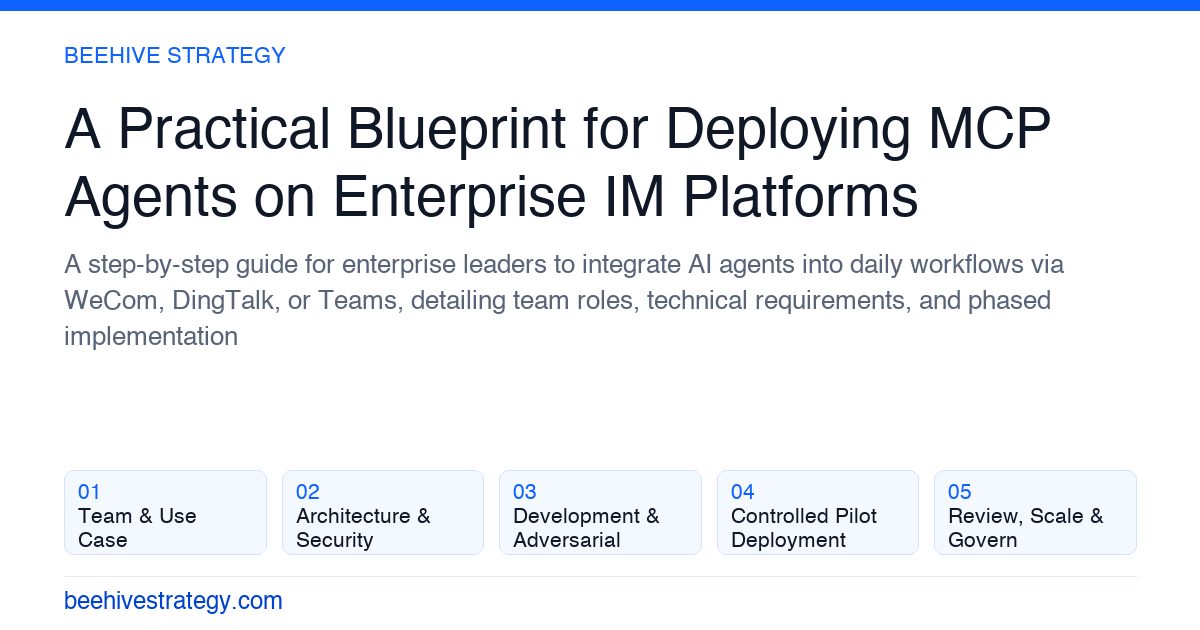 BEEHIVE STRATEGY
A Practical Blueprint for Deploying MCP
Agents on Enterprise IM Platforms
A step-by-step guide for enterprise leaders to integrate AI agents into daily workflows via
WeCom, DingTalk, or Teams, detailing team roles, technical requirements, and phased
implementation
01
Team & Use
Case
02
Architecture &
Security
03
Development &
Adversarial
04
Controlled Pilot
Deployment
05
Review, Scale &
Govern
beehivestrategy.com